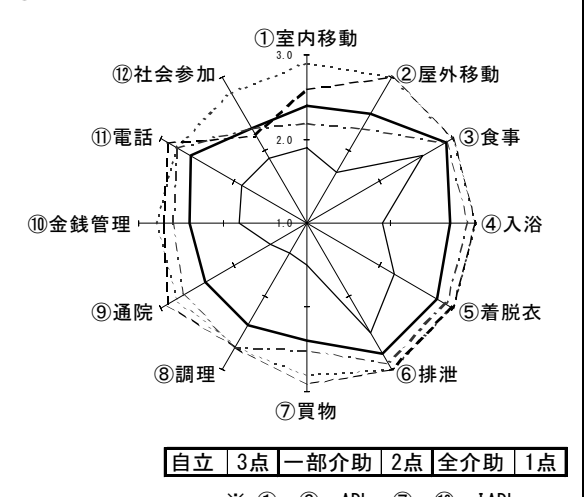 ①室内移動
3.0
⑫社会参加
②屋外移動
⑪電話
2.0
③食事
⑩金銭管理
1.0
④入浴
⑨通院
⑤着脱衣
⑧調理
⑥排泄
⑦買物
自立 3点 一部介助 2点 全介助 1点